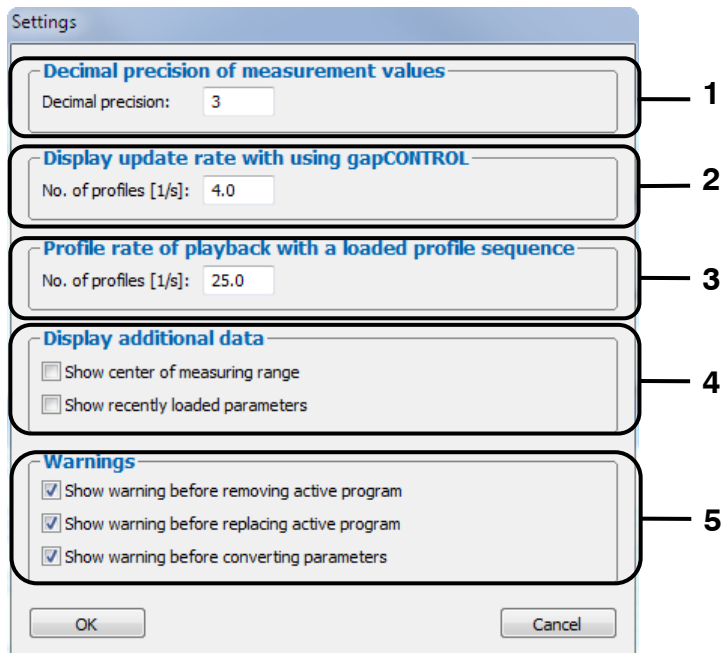 Settings
Decimal precision of measurement values
Decimal precision: 3
1
Display update rate with using gapCONTROL
No. of profiles [1/s]: 4.0
2
Profile rate of playback with a loaded profile sequence
No. of profiles [1/s]: 25.0
3
Display additional data
Show center of measuring range
Show recently loaded parameters
4
Warnings
Show warning before removing active program
Show warning before replacing active program
Show warning before converting parameters
5
OK Cancel